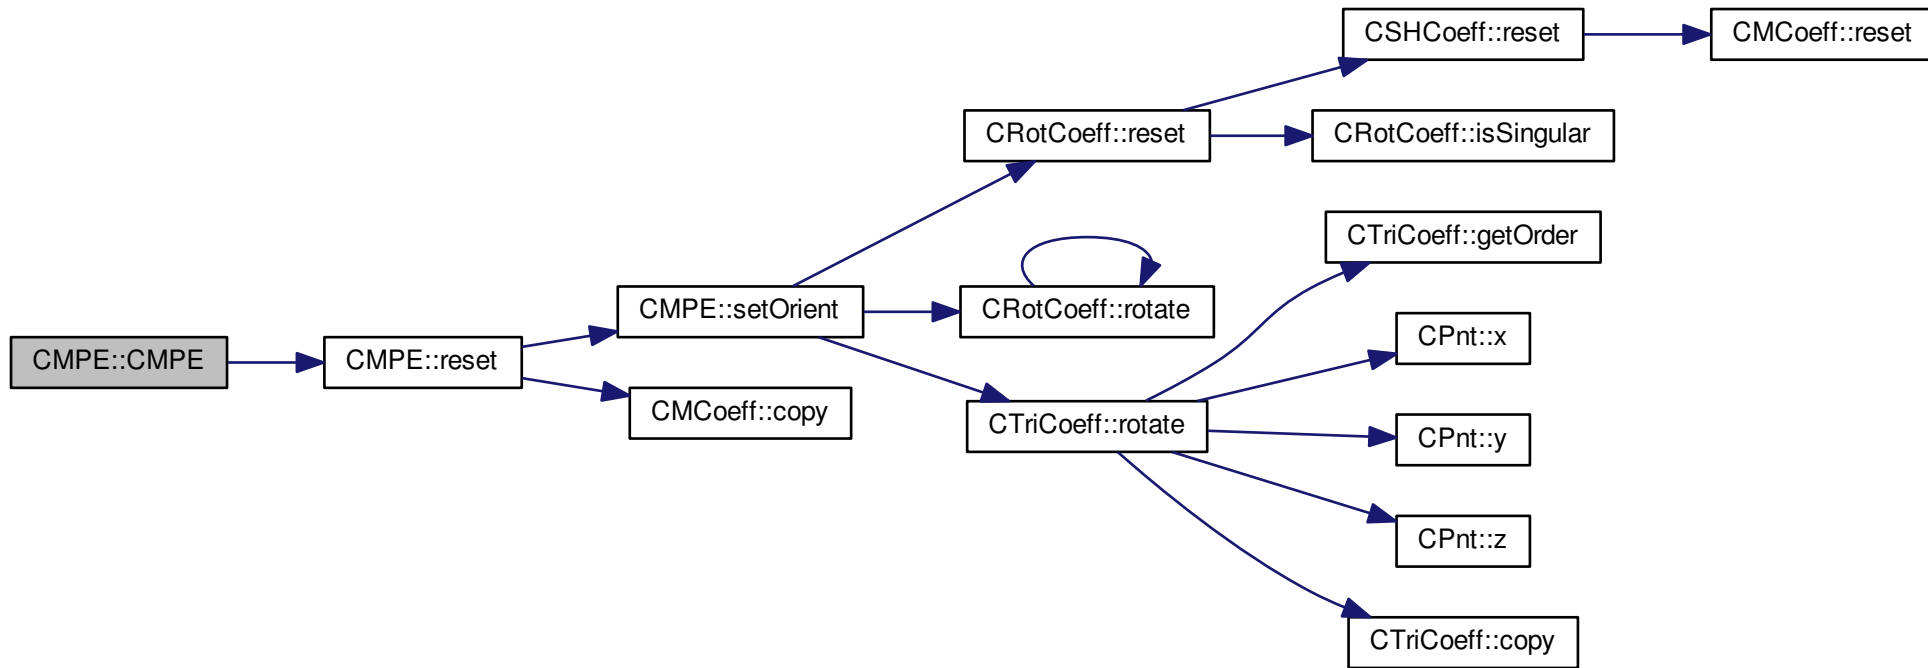 CSHCoeff::reset
CMCoeff::reset
CRotCoeff::reset
CRotCoeff::isSingular
CTriCoeff::getOrder
CMPE::setOrient
CRotCoeff::rotate
CPnt::x
CMPE::CMPE
CMPE::reset
CMCoeff::copy
CTriCoeff::rotate
CPnt::y
CPnt::z
CTriCoeff::copy